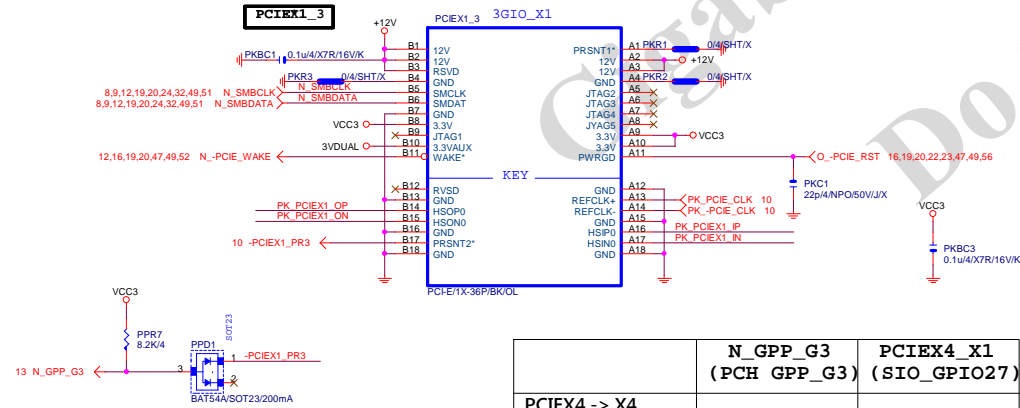 PCIEX1_3
+12V
PCIEX1_3
3GIO_X1
PKBC1
0.1u/4/X7R/16V/K
PKR3
0/4/SHT/X
8,9,12,19,20,24,32,49,51 N_SMBCLK
N_SMBCLK
8,9,12,19,20,24,32,49,51 N_SMBDATA
N_SMBDATA
VCC3
3VDUAL
12,16,19,20,47,49,52 N_-PCIE_WAKE
PK_PCIEX1_OP
PK_PCIEX1_ON
10 -PCIEX1_PR3
B1 12V
B2 12V
B3 RSVD
B4 GND
B5 SMCLK
B6 SMDAT
B7 GND
B8 3.3V
B9 JTAG1
B10 3.3VAUX
B11 WAKE*
KEY
B12 RVSD
B13 GND
B14 HSOP0
B15 HSON0
B16 GND
B17 PRSNT2*
B18 GND
PRSNT1* A1
12V A2
12V A3
GND A4
JTAG2 A5
JTAG3 A6
JTAG4 A7
JYAG5 A8
3.3V A9
3.3V A10
PWRGD A11
GND A12
REFCLK+ A13
REFCLK- A14
GND A15
HSIP0 A16
HSIN0 A17
GND A18
PKR1 0/4/SHT/X
+12V
PKR2 0/4/SHT/X
VCC3
O_-PCIE_RST 16,19,20,22,23,47,49,56
PKC1
22p/4/NPO/50V/J/X
PK_PCIE_CLK 10
PK_-PCIE_CLK 10
PK_PCIEX1_IP
PK_PCIEX1_IN
VCC3
PKBC3
0.1u/4/X7R/16V/K
PCI-E/1X-36P/BK/OL
VCC3
PPR7
8.2K/4
13 N_GPP_G3
PPD1
SOT23
3
1
2
-PCIEX1_PR3
BAT54A/SOT23/200mA
N_GPP_G3
(PCH GPP_G3)
PCIEX4_X1
(SIO_GPIO27)
PCIEX4 -> X4
Do